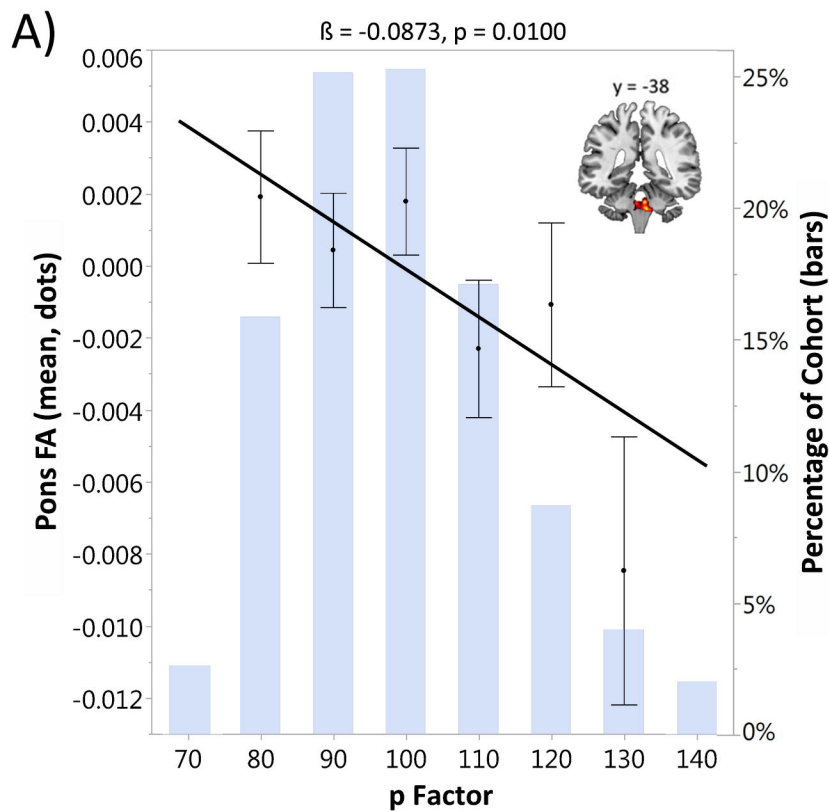 A)
ß = -0.0873, p = 0.0100
y = -38
Pons FA (mean, dots)
0.006
0.004
0.002
0.000
-0.002
-0.004
-0.006
-0.008
-0.010
-0.012
25%
20%
15%
10%
5%
0%
Percentage of Cohort (bars)
70 80 90 100 110 120 130 140
p Factor